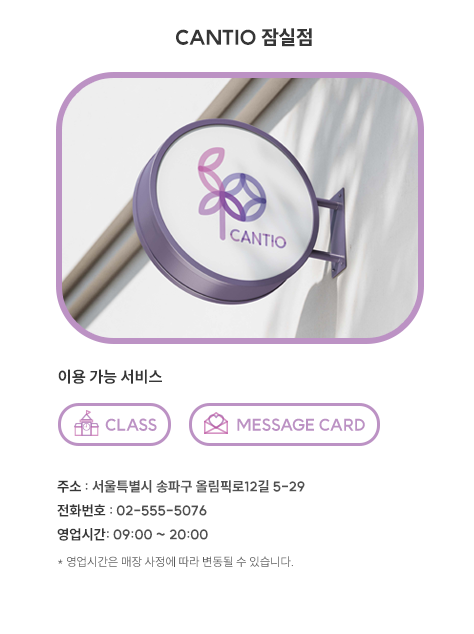 CANTIO 잠실점
CANTIO
이용 가능 서비스
CLASS
MESSAGE CARD
주소 : 서울특별시 송파구 올림픽로12길 5-29
전화번호 : 02-555-5076
영업시간: 09:00 ~ 20:00
* 영업시간은 매장 사정에 따라 변동될 수 있습니다.